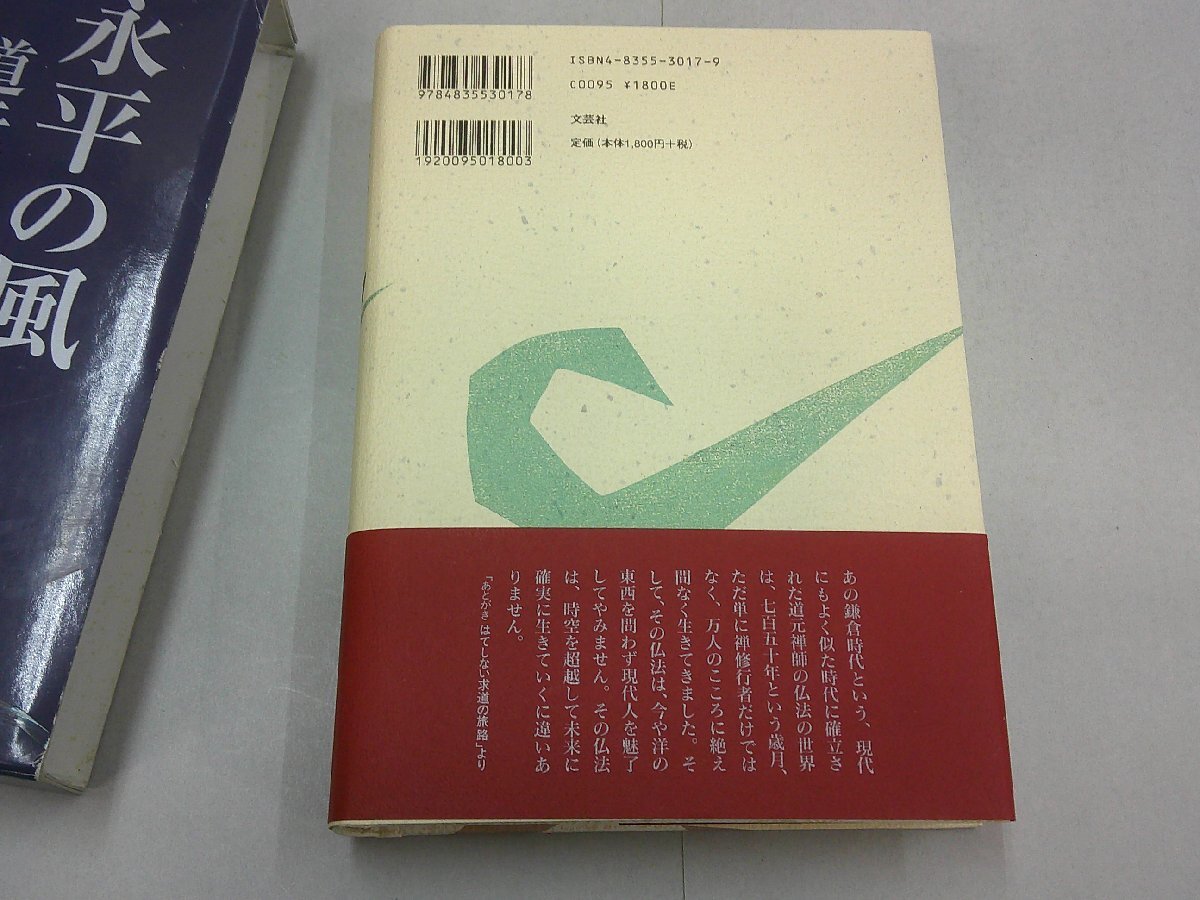 永平の風
道
ISBN4-8355-3017-9
C0095 ¥1800E
9784835530178
文芸社
定価(本体1,800円+税)
1920095018003
あの鎌倉時代という、現代
にもよく似た時代に確立さ
れた道元禅師の仏法の世界
は、七百五十年という歳月、
ただ単に禅修行者だけでは
なく、万人のこころに絶え
間なく生きてきました。そ
して、その仏法は、今や洋の
東西を問わず現代人を魅了
してやみません。その仏法
は、時空を超越して未来に
確実に生きていくに違いあ
りません。
「あとがき はてしない求道の旅路」より